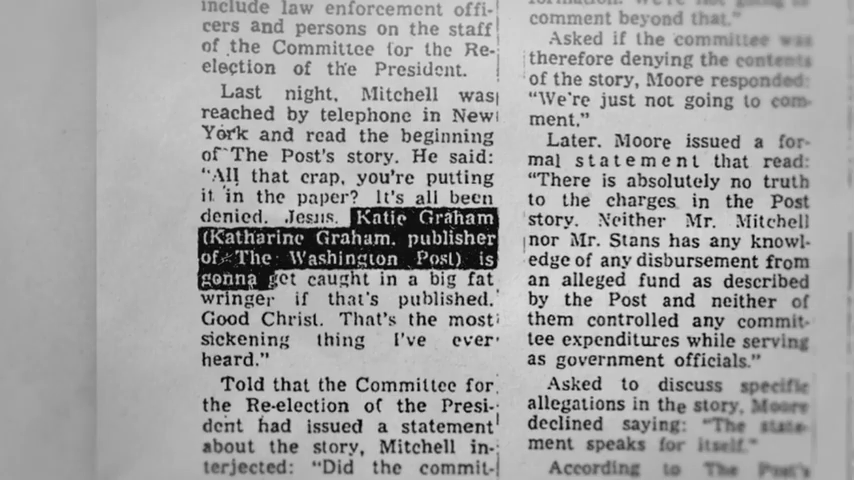 include law enforcement offi-
cers and persons on the staff
of the Committee for the Re-
election of the President.
Last night, Mitchell was
reached by telephone in New
York and read the beginning
of The Post's story. He said:
"All that crap, you're putting
it in the paper? It's all been
denied. Jesus. Katie Graham
(Katharine Graham, publisher
of The Washington Post) is
gonna get caught in a big fat
wringer if that's published.
Good Christ. That's the most
sickening thing I've ever
heard."
Told that the Committee for
the Re-election of the Presi-
dent had issued a statement
about the story, Mitchell in-
terjected: "Did the commit-
formation. We're not going to
comment beyond that."
Asked if the committee was
therefore denying the contents
of the story, Moore responded:
"We're just not going to com-
ment."
Later, Moore issued a for-
mal statement that read:
"There is absolutely no truth
to the charges in the Post
story. Neither Mr. Mitchell
nor Mr. Stans has any knowl-
edge of any disbursement from
an alleged fund as described
by the Post and neither of
them controlled any commit-
tee expenditures while serving
as government officials."
Asked to discuss specific
allegations in the story, Moore
declined saying: "The state-
ment speaks for itself."
According to The Post's